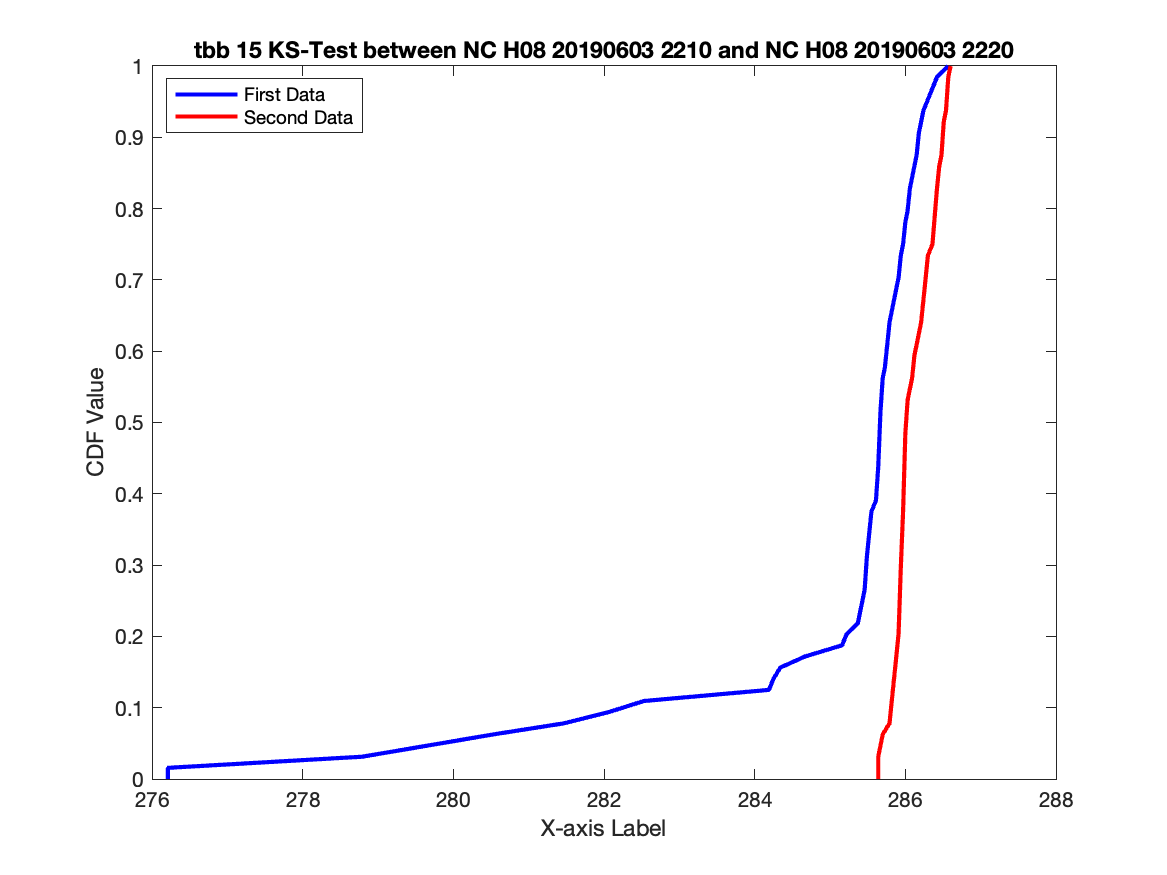 tbb 15 KS-Test between NC H08 20190603 2210 and NC H08 20190603 2220
First Data
Second Data
1
0.9
0.8
0.7
0.6
0.5
0.4
0.3
0.2
0.1
0
CDF Value
276 278 280 282 284 286 288
X-axis Label